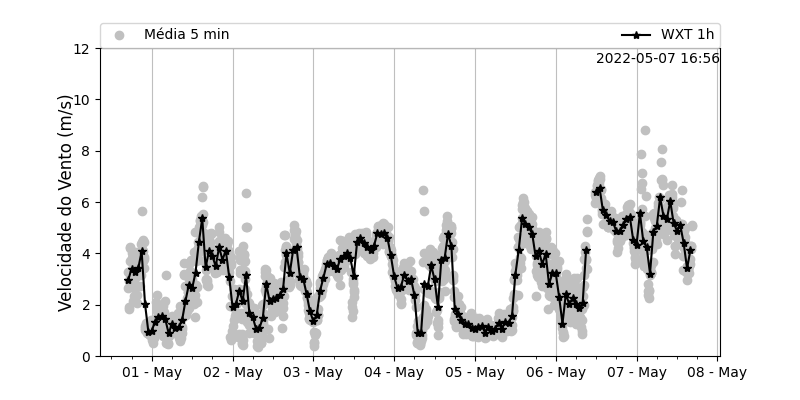 Média 5 min
WXT 1h
2022-05-07 16:56
Velocidade do Vento (m/s)
12
10
8
6
4
2
0
01 - May
02 - May
03 - May
04 - May
05 - May
06 - May
07 - May
08 - May